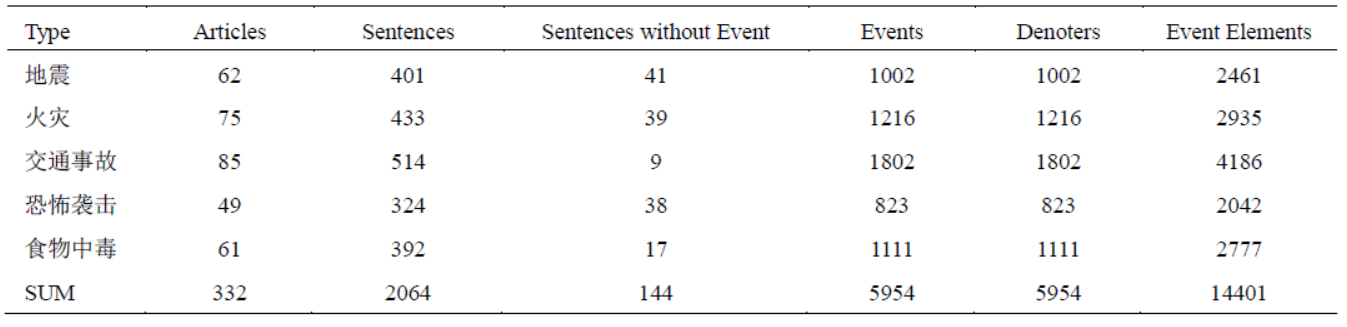 Type Articles Sentences Sentences without Event Events Denoters Event Elements
地震 62 401 41 1002 1002 2461
火灾 75 433 39 1216 1216 2935
交通事故 85 514 9 1802 1802 4186
恐怖袭击 49 324 38 823 823 2042
食物中毒 61 392 17 1111 1111 2777
SUM 332 2064 144 5954 5954 14401